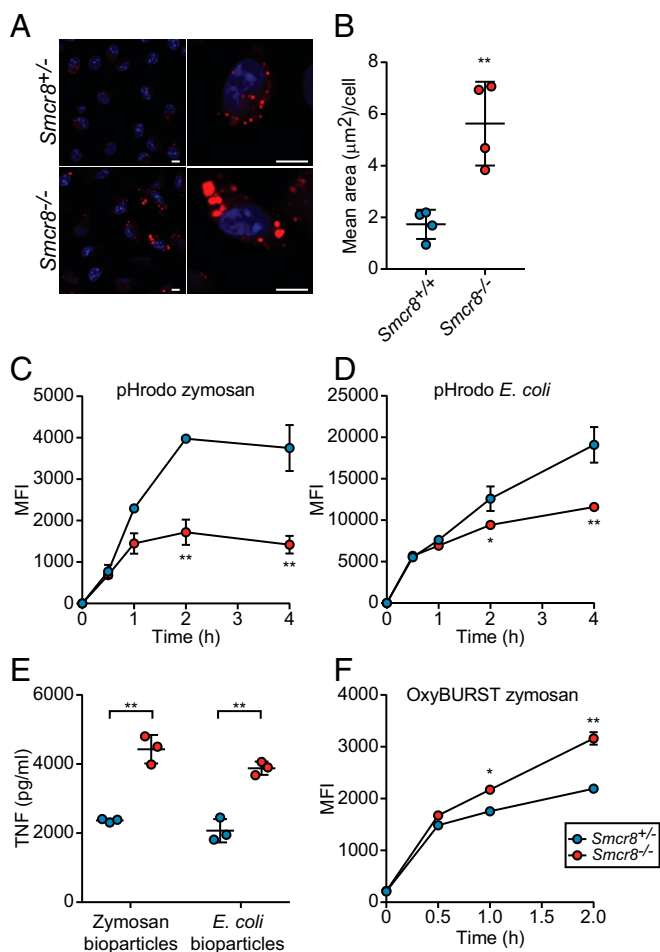 A
Smcr8+/-
Smcr8-/-
B
Mean area (μm2)/cell
8
6
4
2
0
**
Smcr8+/+
Smcr8-/-
C
pHrodo zymosan
MFI
5000
4000
3000
2000
1000
0
**
**
0 1 2 3 4
Time (h)
D
pHrodo E. coli
MFI
20000
15000
10000
5000
0
*
**
0 1 2 3 4
Time (h)
E
TNF (pg/ml)
6000
4000
2000
0
**
**
Zymosan
bioparticles
E. coli
bioparticles
F
OxyBURST zymosan
MFI
4000
3000
2000
1000
0
*
**
0 0.5 1.0 1.5 2.0
Time (h)
Smcr8+/-
Smcr8-/-